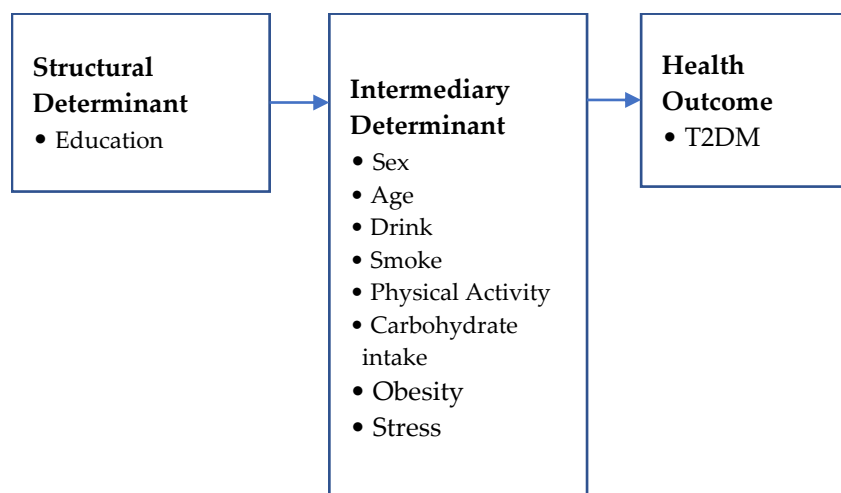 Structural
Determinant
• Education
Intermediary
Determinant
• Sex
• Age
• Drink
• Smoke
• Physical Activity
• Carbohydrate
intake
• Obesity
• Stress
Health
Outcome
• T2DM